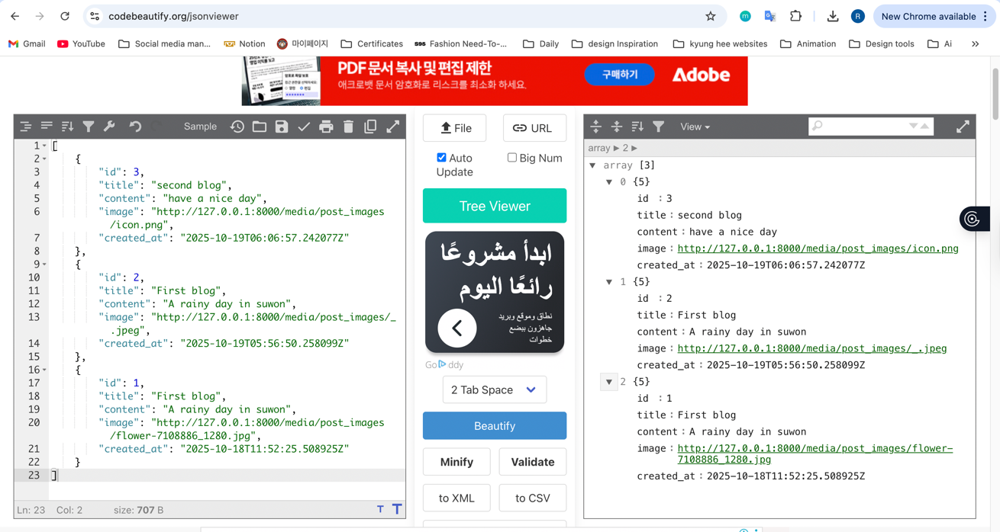 codebeautify.org/jsonviewer
m
R
New Chrome available
Gmail
YouTube
Social media man...
Notion
마이페이지
Certificates
S96
Fashion Need-To-...
Daily
design Inspiration
kyung hee websites
Animation
Design tools
Ai
PDF 문서 복사 및 편집 제한
애크로뱃 문서 암호화로 리스크를 최소화 하세요.
구매하기
Adobe
Sample
1 [
2 {
3 "id": 3,
4 "title": "second blog",
5 "content": "have a nice day",
6 "image": "http://127.0.0.1:8000/media/post_images
/icon.png",
7 "created_at": "2025-10-19T06:06:57.242077Z"
8 },
9 {
10 "id": 2,
11 "title": "First blog",
12 "content": "A rainy day in suwon",
13 "image": "http://127.0.0.1:8000/media/post_images/_
.jpeg",
14 "created_at": "2025-10-19T05:56:50.258099Z"
15 },
16 {
17 "id": 1,
18 "title": "First blog",
19 "content": "A rainy day in suwon",
20 "image": "http://127.0.0.1:8000/media/post_images
/flower-7108886_1280.jpg",
21 "created_at": "2025-10-18T11:52:25.508925Z"
22 }
23 ]
Ln: 23 Col: 2 size: 707 B
T T
File
URL
Auto
Update
Big Num
Tree Viewer
ابدأ مشروعًا
رائعًا اليوم
نطاق وموقع وبريد
جاهزون ببضع
خطوات
Go ddy
2 Tab Space
Beautify
Minify
Validate
to XML
to CSV
View
array ► 2 ►
array [3]
0 {5}
id : 3
title : second blog
content : have a nice day
image : http://127.0.0.1:8000/media/post_images/icon.png
created_at : 2025-10-19T06:06:57.242077Z
1 {5}
id : 2
title : First blog
content : A rainy day in suwon
image : http://127.0.0.1:8000/media/post_images/_.jpeg
created_at : 2025-10-19T05:56:50.258099Z
2 {5}
id : 1
title : First blog
content : A rainy day in suwon
image : http://127.0.0.1:8000/media/post_images/flower-
7108886_1280.jpg
created_at : 2025-10-18T11:52:25.508925Z